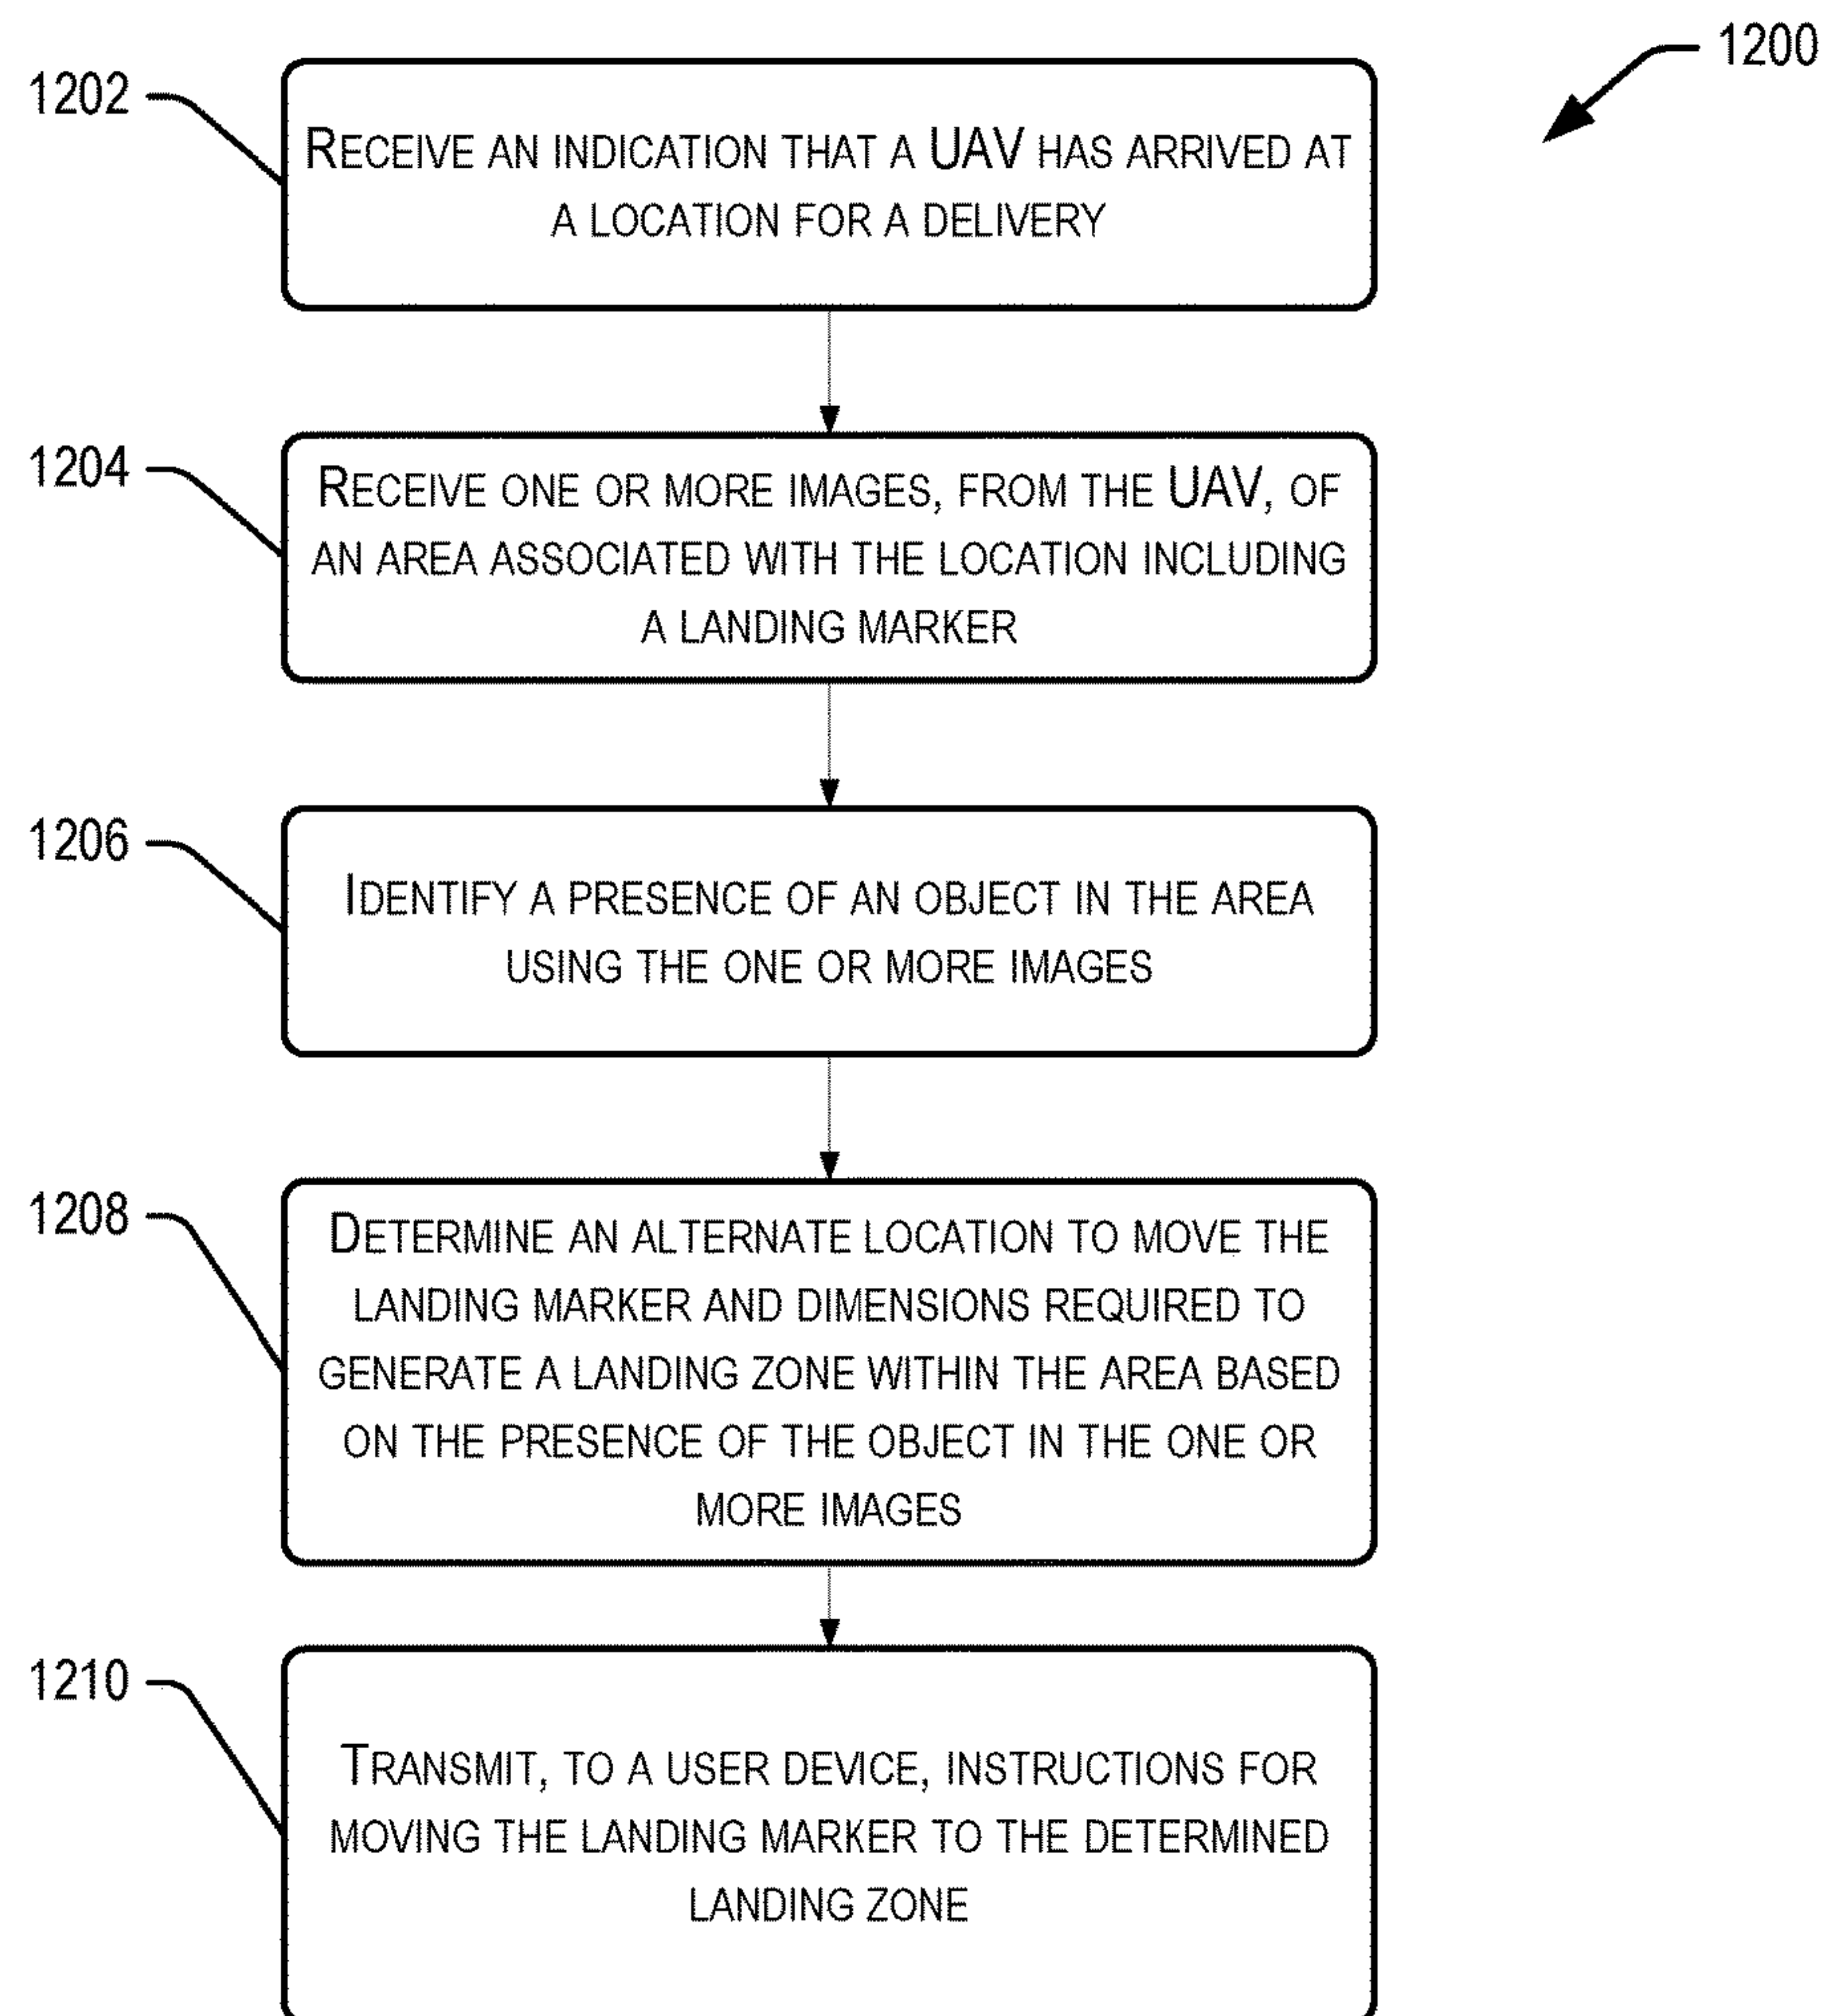 1200
1202
RECEIVE AN INDICATION THAT A UAV HAS ARRIVED AT
A LOCATION FOR A DELIVERY
1204
RECEIVE ONE OR MORE IMAGES, FROM THE UAV, OF
AN AREA ASSOCIATED WITH THE LOCATION INCLUDING
A LANDING MARKER
1206
IDENTIFY A PRESENCE OF AN OBJECT IN THE AREA
USING THE ONE OR MORE IMAGES
1208
DETERMINE AN ALTERNATE LOCATION TO MOVE THE
LANDING MARKER AND DIMENSIONS REQUIRED TO
GENERATE A LANDING ZONE WITHIN THE AREA BASED
ON THE PRESENCE OF THE OBJECT IN THE ONE OR
MORE IMAGES
1210
TRANSMIT, TO A USER DEVICE, INSTRUCTIONS FOR
MOVING THE LANDING MARKER TO THE DETERMINED
LANDING ZONE